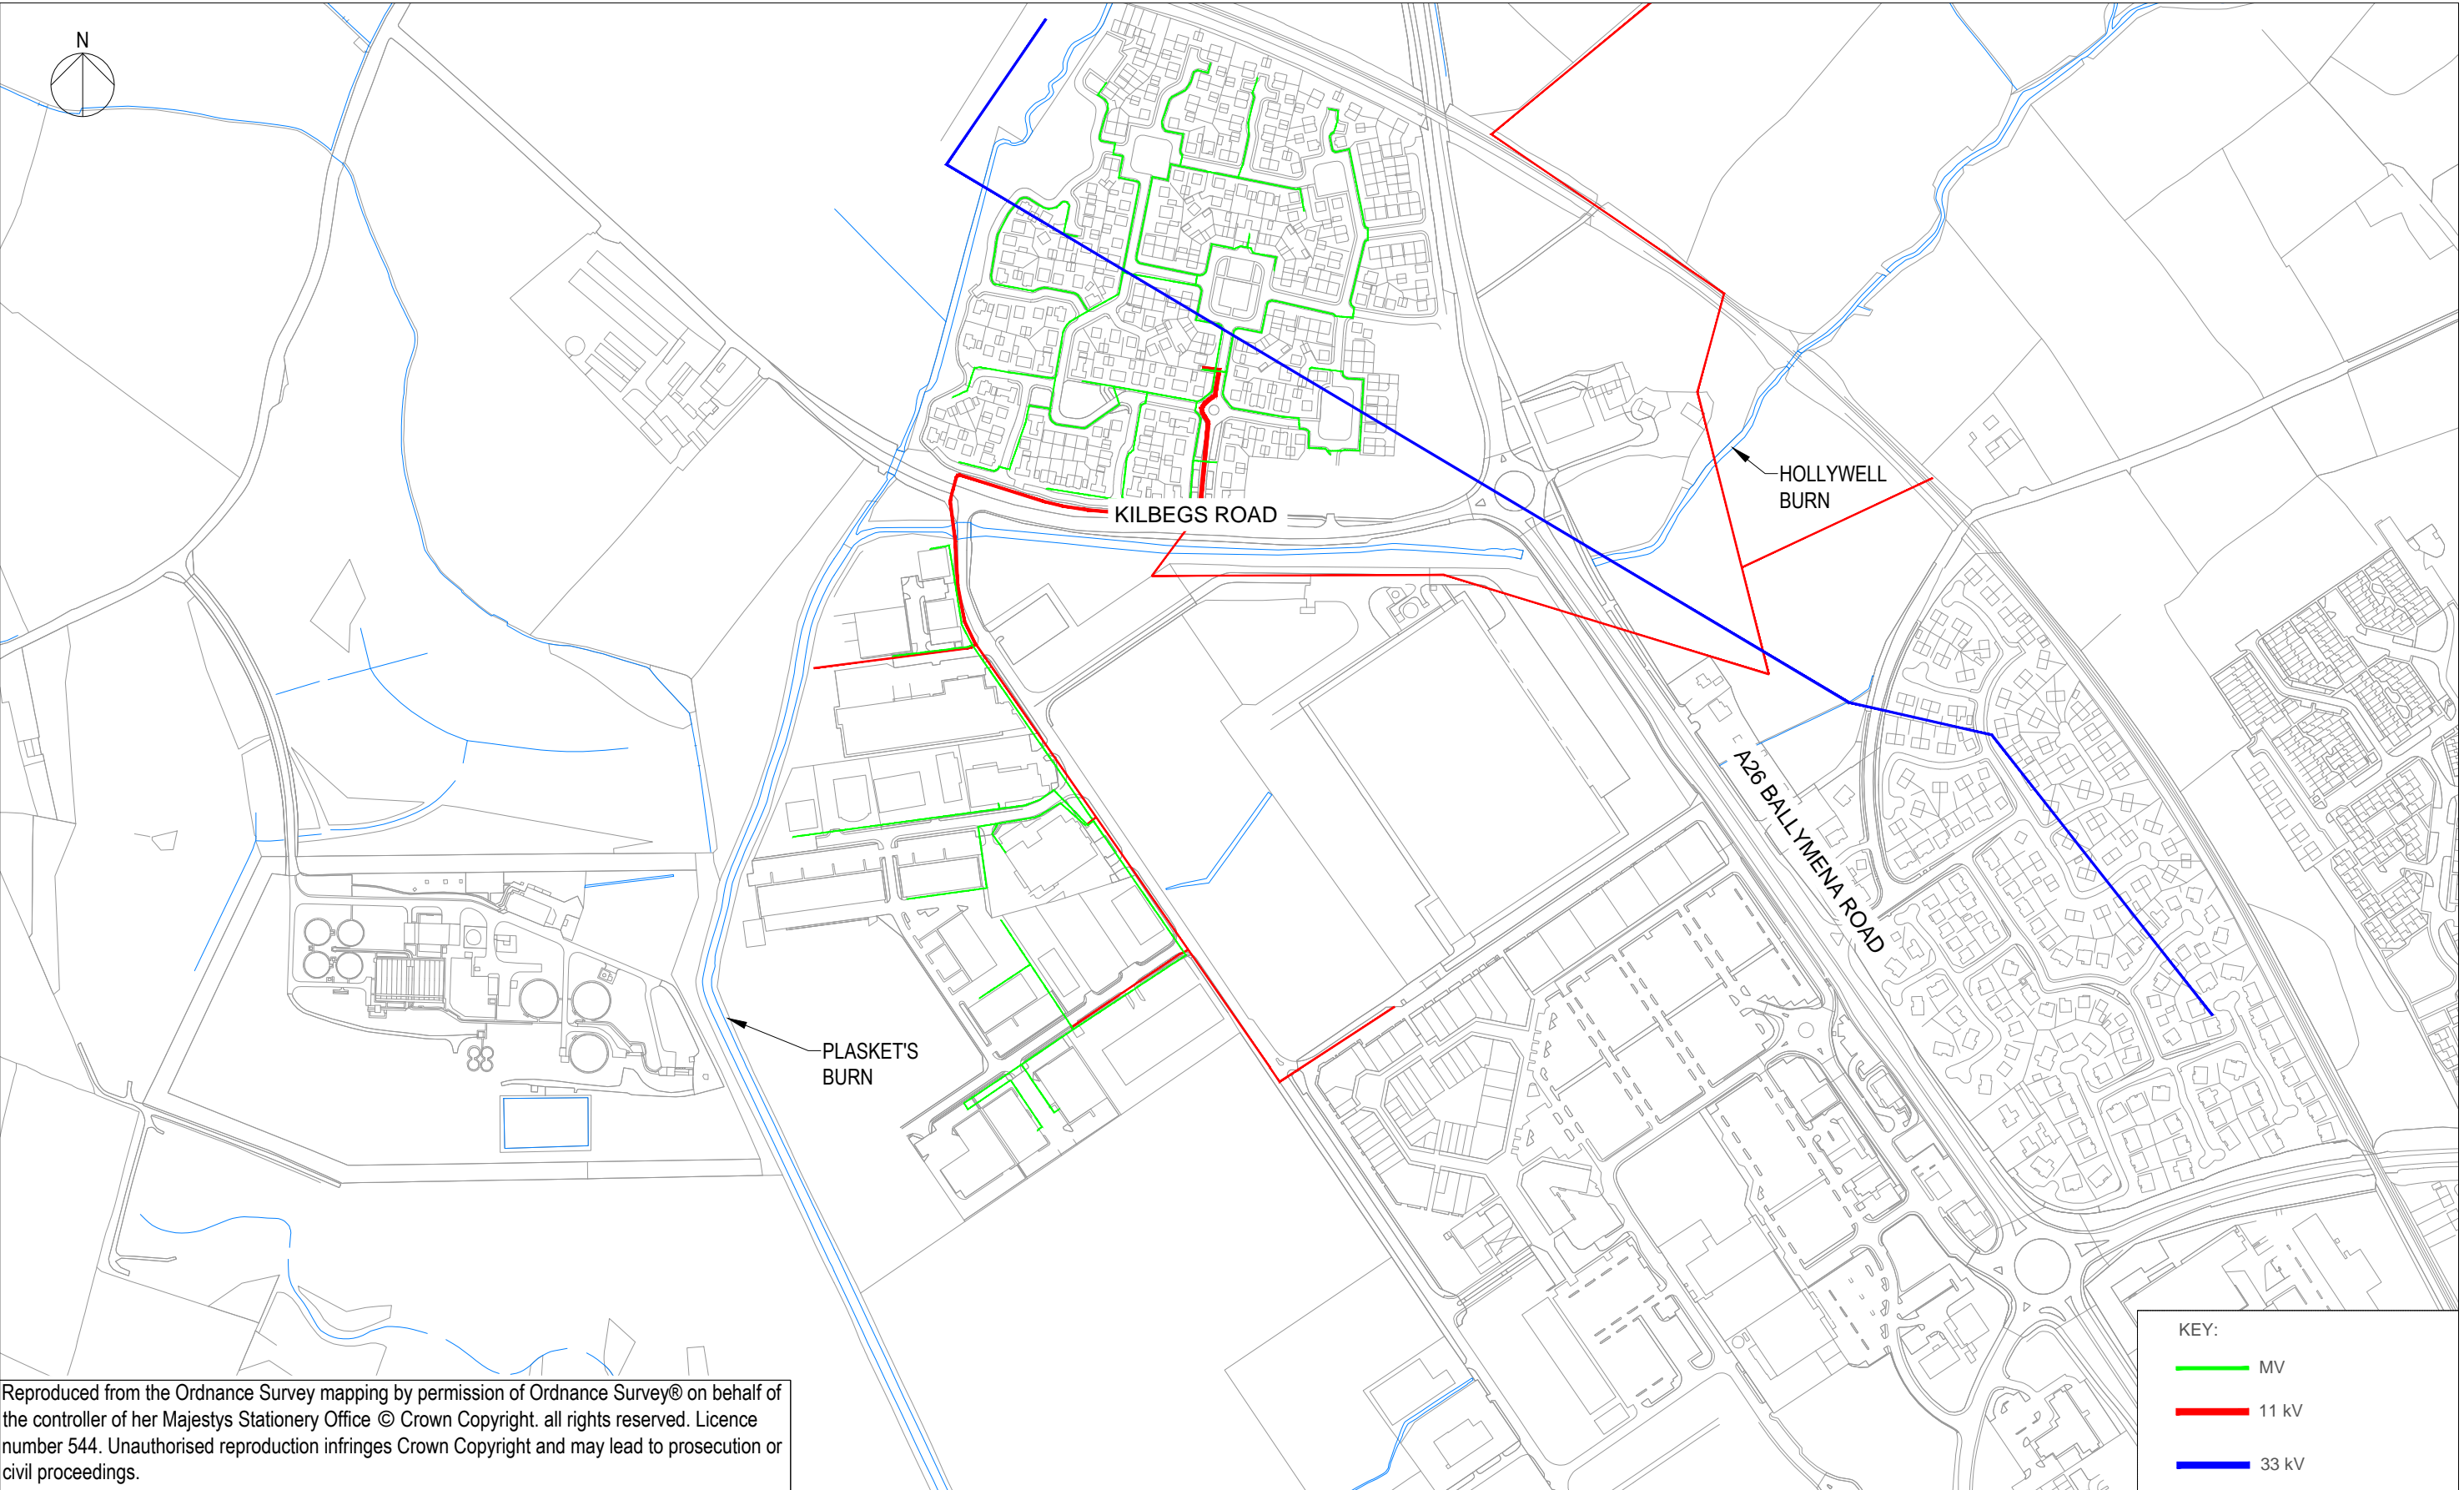 N
KILBEGS ROAD
HOLLYWELL
BURN
A26 BALLYMENA ROAD
PLASKET'S
BURN
KEY:
MV
11 kV
33 kV
Reproduced from the Ordnance Survey mapping by permission of Ordnance Survey® on behalf of
the controller of her Majestys Stationery Office © Crown Copyright. all rights reserved. Licence
number 544. Unauthorised reproduction infringes Crown Copyright and may lead to prosecution or
civil proceedings.